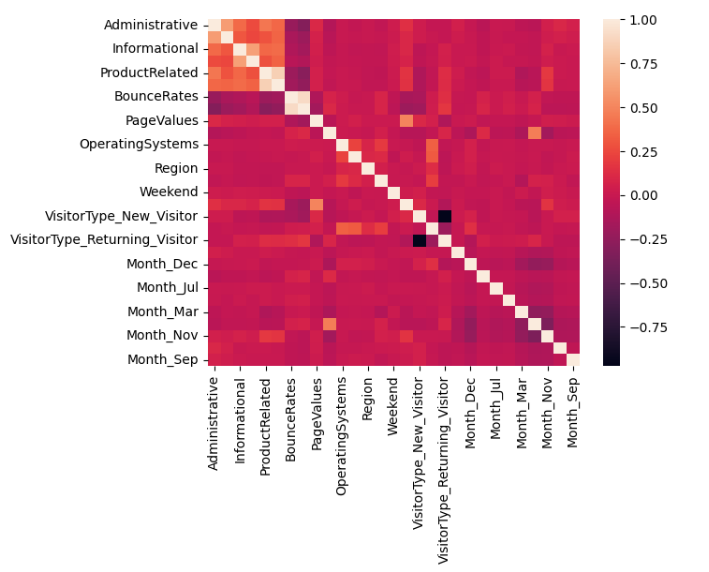 Administrative
Informational
ProductRelated
BounceRates
PageValues
OperatingSystems
Region
Weekend
VisitorType_New_Visitor
VisitorType_Returning_Visitor
Month_Dec
Month_Jul
Month_Mar
Month_Nov
Month_Sep
Administrative
Informational
ProductRelated
BounceRates
PageValues
OperatingSystems
Region
Weekend
VisitorType_New_Visitor
VisitorType_Returning_Visitor
Month_Dec
Month_Jul
Month_Mar
Month_Nov
Month_Sep
1.00
0.75
0.50
0.25
0.00
−0.25
−0.50
−0.75